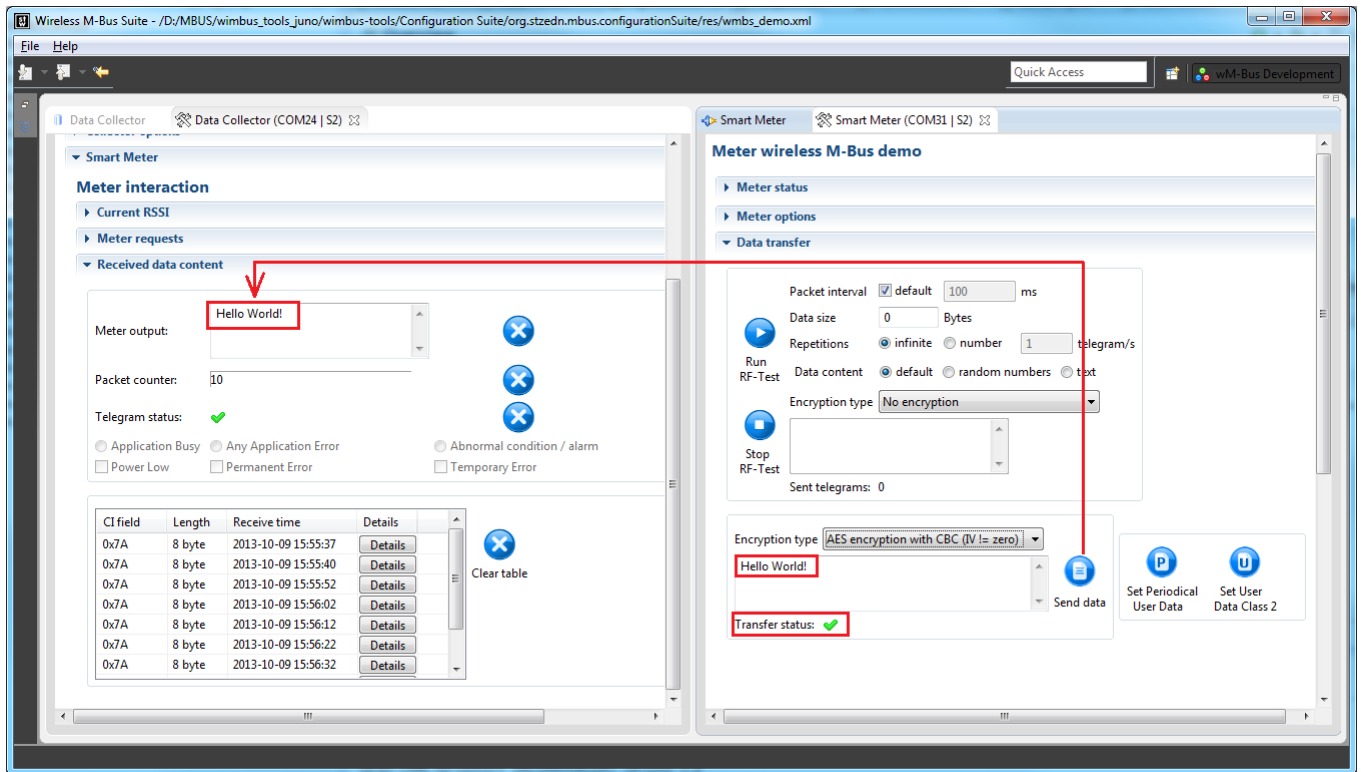 Wireless M-Bus Suite - /D:/MBUS/wimbus_tools_juno/wimbus-tools/Configuration Suite/org.stzedn.mbus.configurationSuite/res/wmbs_demo.xml
File Help
Quick Access
wM-Bus Development
Data Collector
Data Collector (COM24 | S2)
Smart Meter
Meter interaction
Current RSSI
Meter requests
Received data content
Meter output:
Hello World!
Packet counter:
10
Telegram status:
Application Busy
Any Application Error
Abnormal condition / alarm
Power Low
Permanent Error
Temporary Error
CI field Length Receive time Details
0x7A 8 byte 2013-10-09 15:55:37 Details
0x7A 8 byte 2013-10-09 15:55:40 Details
0x7A 8 byte 2013-10-09 15:55:52 Details
0x7A 8 byte 2013-10-09 15:56:02 Details
0x7A 8 byte 2013-10-09 15:56:12 Details
0x7A 8 byte 2013-10-09 15:56:22 Details
0x7A 8 byte 2013-10-09 15:56:32 Details
Clear table
Smart Meter
Smart Meter (COM31 | S2)
Meter wireless M-Bus demo
Meter status
Meter options
Data transfer
Packet interval default 100 ms
Data size 0 Bytes
Repetitions infinite number 1 telegram/s
Run
RF-Test
Data content default random numbers text
Encryption type No encryption
Stop
RF-Test
Sent telegrams: 0
Encryption type AES encryption with CBC (IV != zero)
Hello World!
Send data
Transfer status:
P
Set Periodical
User Data
U
Set User
Data Class 2